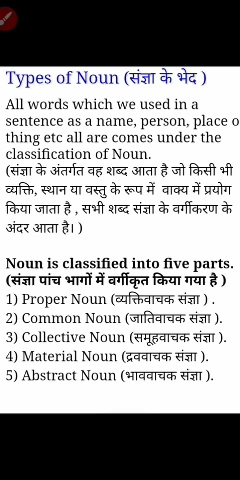 Types of Noun (संज्ञा के भेद )
All words which we used in a
sentence as a name, person, place o
thing etc all are comes under the
classification of Noun.
(संज्ञा के अंतर्गत वह शब्द आता है जो किसी भी
व्यक्ति, स्थान या वस्तु के रूप में वाक्य में प्रयोग
किया जाता है , सभी शब्द संज्ञा के वर्गीकरण के
अंदर आता है। )
Noun is classified into five parts.
(संज्ञा पांच भागों में वर्गीकृत किया गया है )
1) Proper Noun (व्यक्तिवाचक संज्ञा ) .
2) Common Noun (जातिवाचक संज्ञा ).
3) Collective Noun (समूहवाचक संज्ञा ).
4) Material Noun (द्रववाचक संज्ञा ).
5) Abstract Noun (भाववाचक संज्ञा ).